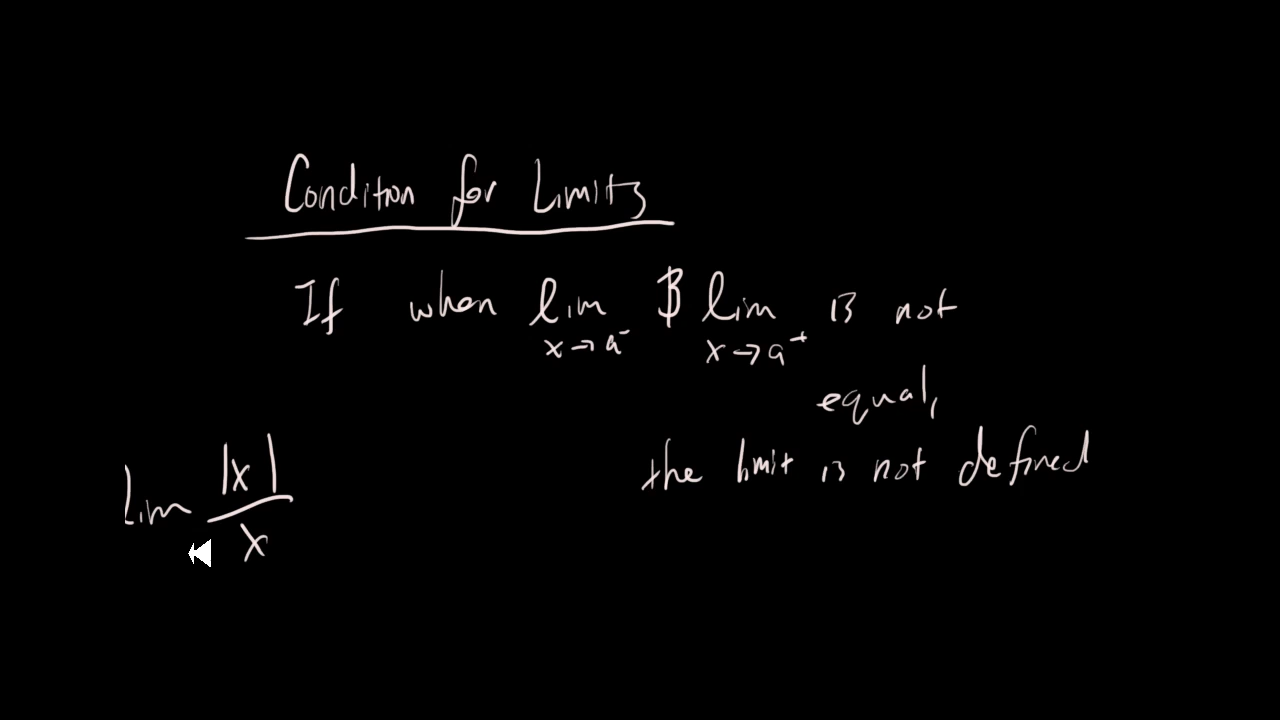 Condition for Limits
If when lim x→a⁻ & lim x→a⁺ is not
equal,
the limit is not defined
lim |x|/x